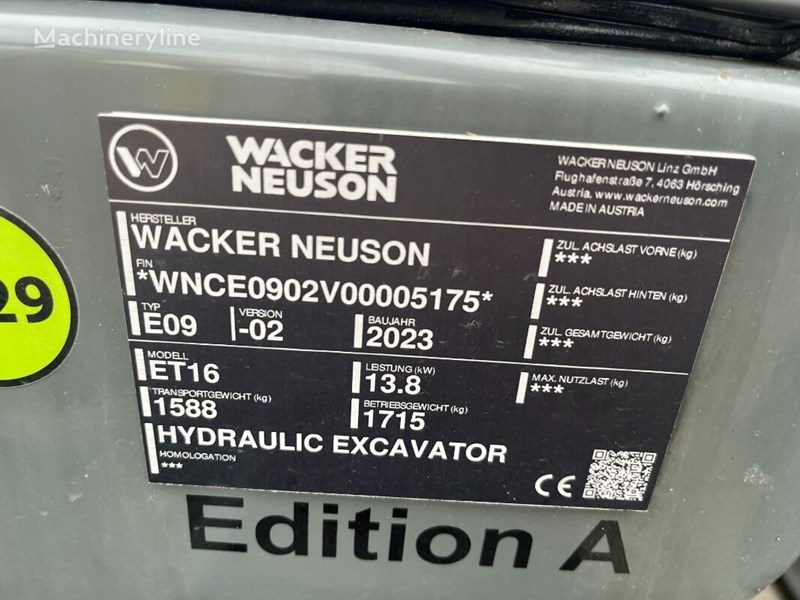 Machineryline
WACKER
NEUSON
WACKER NEUSON Linz GmbH
Flughafenstraße 7, 4063 Hörsching
Austria, www.wackerneuson.com
MADE IN AUSTRIA
HERSTELLER
WACKER NEUSON
FIN
*WNCE0902V00005175*
TYP
E09
VERSION
-02
BAUJAHR
2023
MODELL
ET16
LEISTUNG (kW)
13.8
TRANSPORTGEWICHT (kg)
1588
BETRIEBSGEWICHT (kg)
1715
HYDRAULIC EXCAVATOR
HOMOLOGATION
***
ZUL. ACHSLAST VORNE (kg)
***
ZUL. ACHSLAST HINTEN (kg)
***
ZUL. GESAMTGEWICHT (kg)
***
MAX. NUTZLAST (kg)
***
CE
29
Edition A